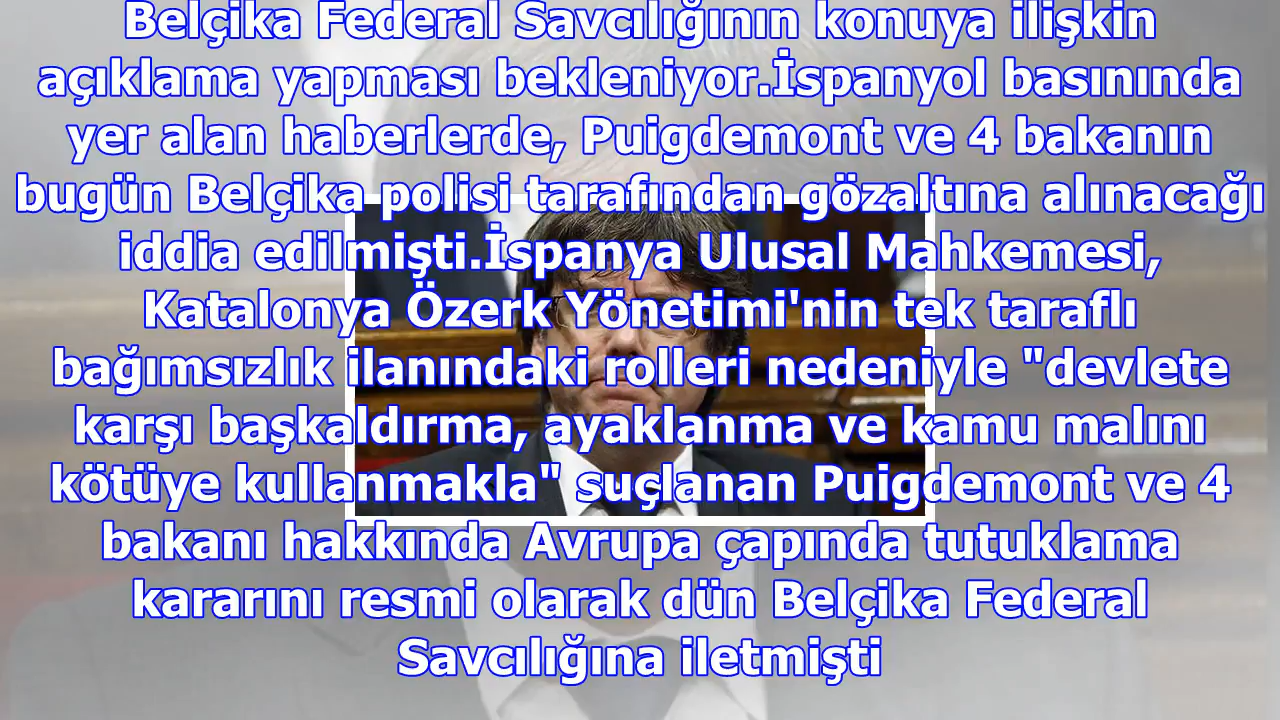 Belçika Federal Savcılığının konuya ilişkin
açıklama yapması bekleniyor.İspanyol basınında
yer alan haberlerde, Puigdemont ve 4 bakanın
bugün Belçika polisi tarafından gözaltına alınacağı
iddia edilmişti.İspanya Ulusal Mahkemesi,
Katalonya Özerk Yönetimi'nin tek taraflı
bağımsızlık ilanındaki rolleri nedeniyle "devlete
karşı başkaldırma, ayaklanma ve kamu malını
kötüye kullanmakla" suçlanan Puigdemont ve 4
bakanı hakkında Avrupa çapında tutuklama
kararını resmi olarak dün Belçika Federal
Savcılığına iletmişti